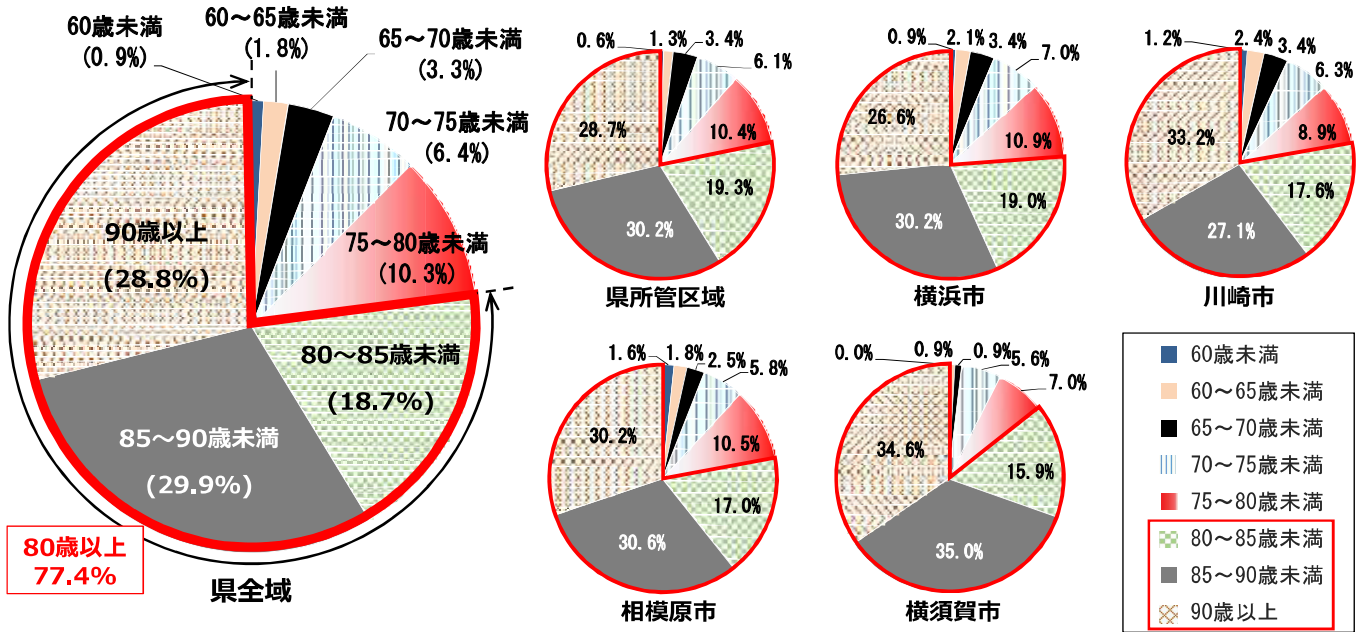 60歳未満
(0.9%)
60～65歳未満
(1.8%)
65～70歳未満
(3.3%)
70～75歳未満
(6.4%)
75～80歳未満
(10.3%)
80～85歳未満
(18.7%)
85～90歳未満
(29.9%)
90歳以上
(28.8%)
80歳以上
77.4%
県全域
0.6%
1.3%
3.4%
6.1%
10.4%
19.3%
30.2%
28.7%
県所管区域
0.9%
2.1%
3.4%
7.0%
10.9%
19.0%
30.2%
26.6%
横浜市
1.2%
2.4%
3.4%
6.3%
8.9%
17.6%
27.1%
33.2%
川崎市
1.6%
1.8%
2.5%
5.8%
10.5%
17.0%
30.6%
30.2%
相模原市
0.0%
0.9%
0.9%
5.6%
7.0%
15.9%
35.0%
34.6%
横須賀市
60歳未満
60～65歳未満
65～70歳未満
70～75歳未満
75～80歳未満
80～85歳未満
85～90歳未満
90歳以上